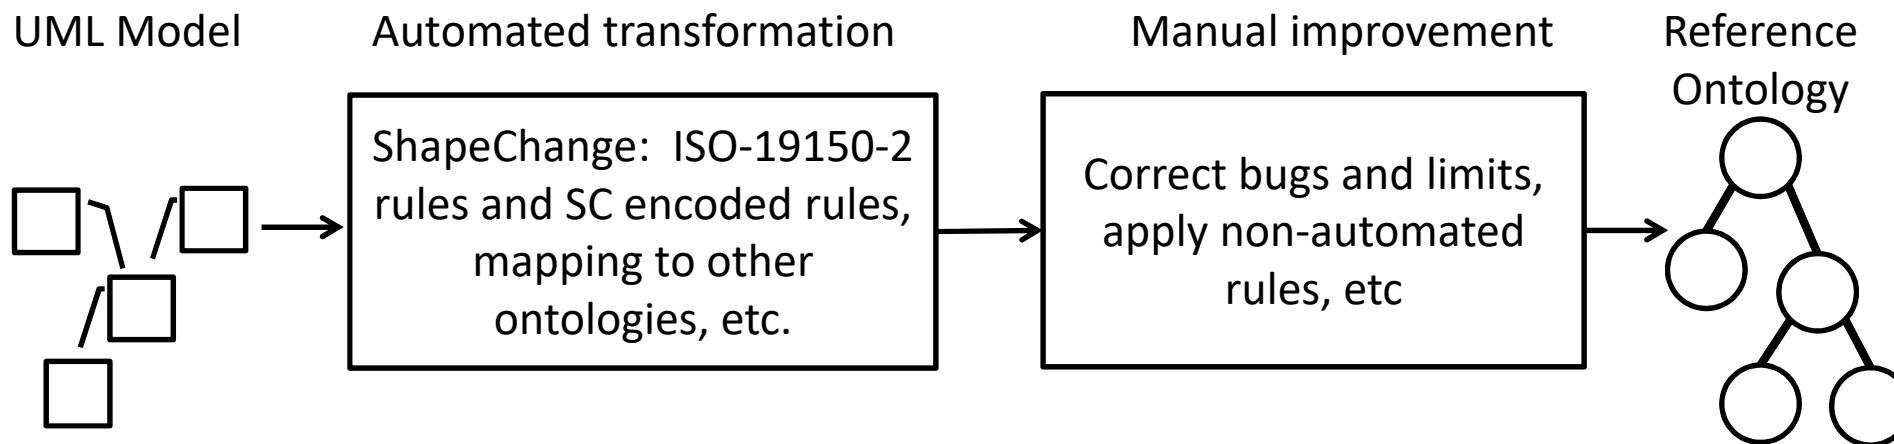 UML Model
Automated transformation
Manual improvement
Reference
Ontology
ShapeChange: ISO-19150-2
rules and SC encoded rules,
mapping to other
ontologies, etc.
Correct bugs and limits,
apply non-automated
rules, etc